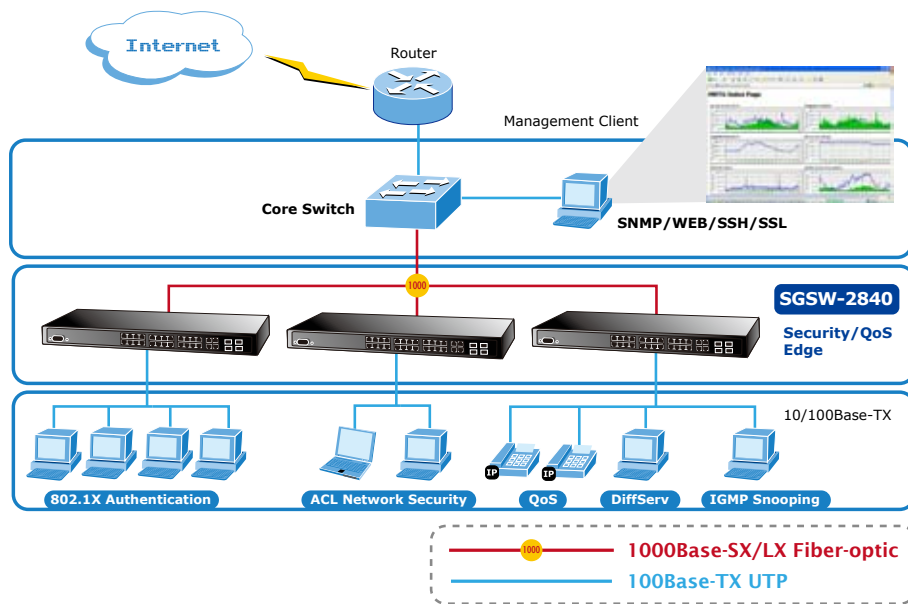 Internet
Router
Management Client
Core Switch
SNMP/WEB/SSH/SSL
1000
SGSW-2840
Security/QoS
Edge
10/100Base-TX
IP
IP
802.1X Authentication
ACL Network Security
QoS
DiffServ
IGMP Snooping
1000
1000Base-SX/LX Fiber-optic
100Base-TX UTP